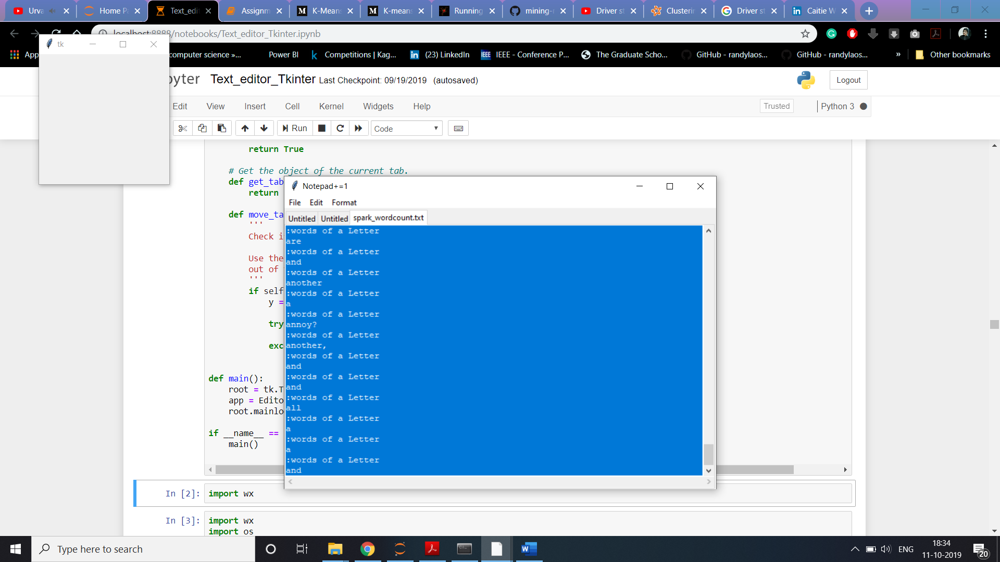 Urva
Home Pa
Text_edit
Assignm
K-Means
K-means
Running
mining-r
Driver st
Clusterin
Driver st
Caitie W
localhost:8888/notebooks/Text_editor_Tkinter.ipynb
tk
App
computer science »...
Power BI
Competitions | Kag...
(23) LinkedIn
IEEE - Conference P...
The Graduate Scho...
GitHub - randylaos...
GitHub - randylaos...
»
Other bookmarks
pyter
Text_editor_Tkinter Last Checkpoint: 09/19/2019 (autosaved)
Logout
Edit View Insert Cell Kernel Widgets Help
Trusted
Python 3
Run
Code
return True
# Get the object of the current tab.
def get_tab
return
def move_ta
'''
Check i
Use the
out of
'''
if self
y =
try
exc
def main():
root = tk.T
app = Edito
root.mainlo
if __name__ ==
main()
Notepad+=1
File Edit Format
Untitled Untitled spark_wordcount.txt
:words of a Letter
are
:words of a Letter
and
:words of a Letter
another
:words of a Letter
a
:words of a Letter
annoy?
:words of a Letter
another,
:words of a Letter
and
:words of a Letter
and
:words of a Letter
all
:words of a Letter
a
:words of a Letter
a
:words of a Letter
and
In [2]: import wx
In [3]: import wx
import os
Type here to search
ENG
18:34
11-10-2019
20